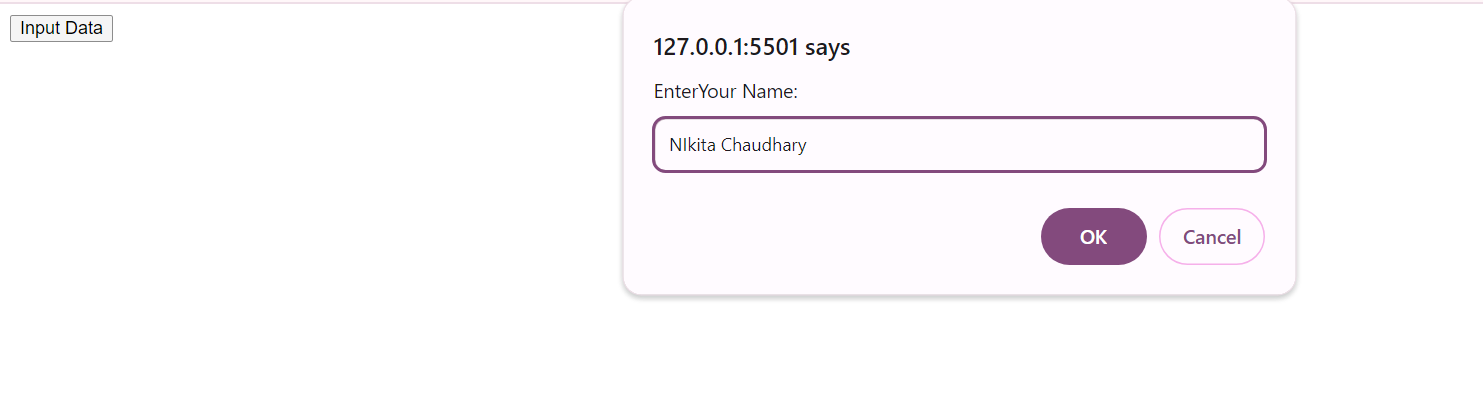 Input Data
127.0.0.1:5501 says
EnterYour Name:
NIkita Chaudhary
OK
Cancel